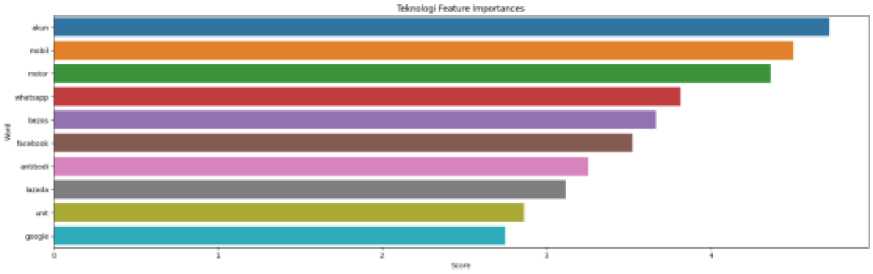 Teknologi Feature Importances
Word
akun
mobil
motor
whatsapp
bezos
facebook
antibodi
lazada
unit
google
0 1 2 3 4
Score